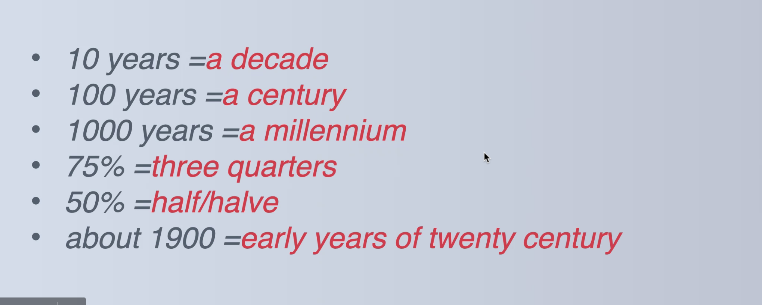 • 10 years =a decade
• 100 years =a century
• 1000 years =a millennium
• 75% =three quarters
• 50% =half/halve
• about 1900 =early years of twenty century